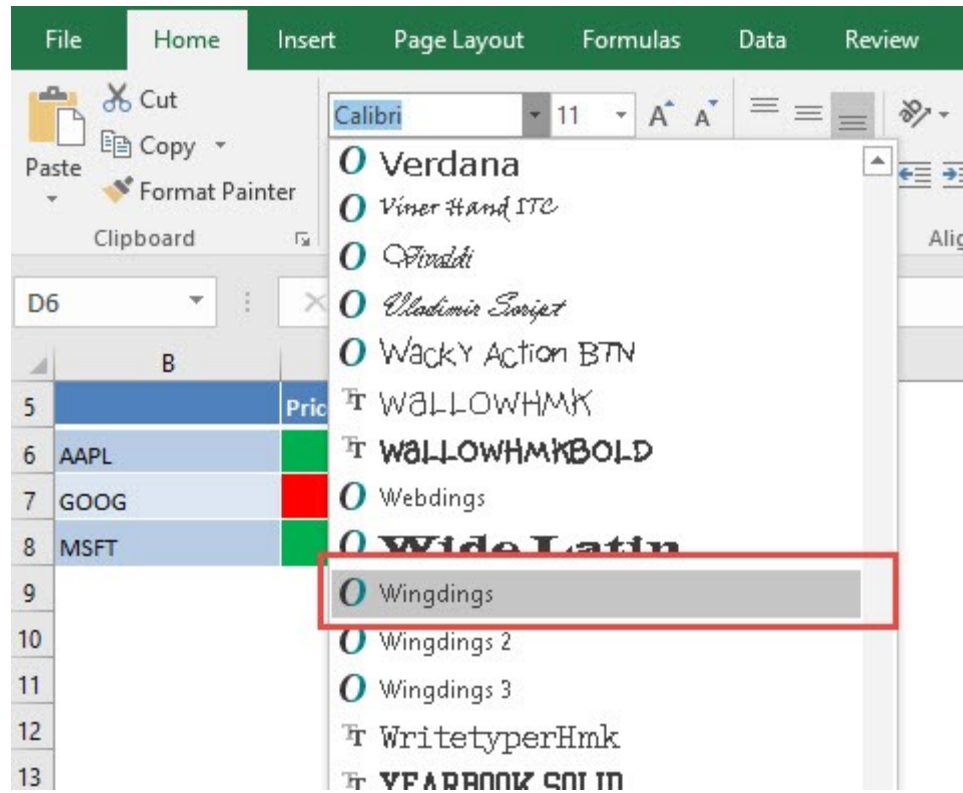 File Home Insert Page Layout Formulas Data Review
Cut
Copy
Paste
Format Painter
Clipboard
Calibri 11 A A
Alig
D6
B
5 Pric
6 AAPL
7 GOOG
8 MSFT
9
10
11
12
13
Verdana
Viner Hand ITC
Vivaldi
Vladimir Script
Wacky Action BTN
WallowHmk
WallowHmkBold
Webdings
Wide Latin
Wingdings
Wingdings 2
Wingdings 3
WritetyperHmk
YEARBOOK SOLID